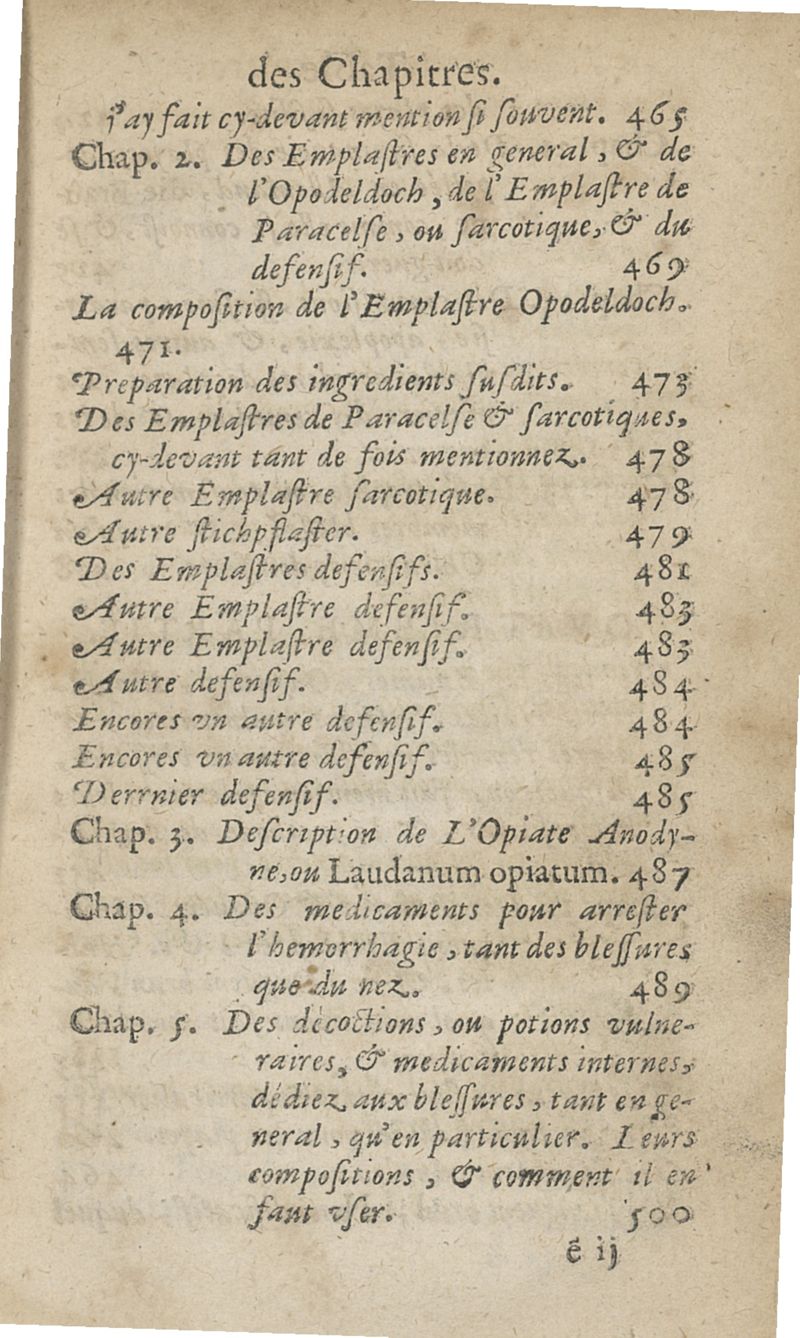 des Chapitres.
j'ay fait cy-devant mention si souvent. 465
Chap. 2. Des Emplastres en general, & de
l'Opodeldoch, de l'Emplastre de
Paracelse, ou sarcotique, & du
defensif. 469
La composition de l'Emplastre Opodeldoch.
471.
Preparation des ingredients susdits. 473
Des Emplastres de Paracelse & sarcotiques,
cy-devant tant de fois mentionnez. 478
Autre Emplastre sarcotique. 478
Autre stichpflaster. 479
Des Emplastres defensifs. 481
Autre Emplastre defensif. 483
Autre Emplastre defensif. 483
Autre defensif. 484
Encores vn autre defensif. 484
Encores vn autre defensif. 485
Derrnier defensif. 485
Chap. 3. Description de L'Opiate Anody-
ne, ou Laudanum opiatum. 487
Chap. 4. Des medicaments pour arrester
l'hemorrhagie, tant des blessures
que du nez. 489
Chap. 5. Des décoctions, ou potions vulne-
raires, & medicaments internes,
dédiez aux blessures, tant en ge-
neral, qu'en particulier. Leurs
compositions, & comment il en
faut vser. 500
é ij